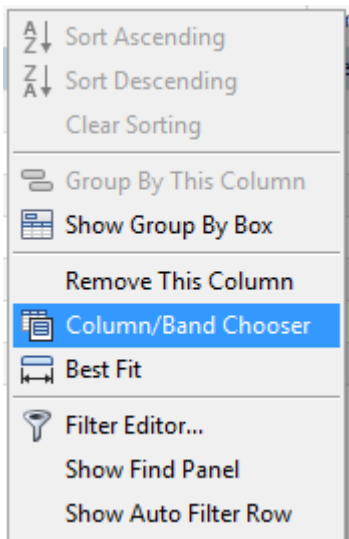 Sort Ascending
Sort Descending
Clear Sorting
Group By This Column
Show Group By Box
Remove This Column
Column/Band Chooser
Best Fit
Filter Editor...
Show Find Panel
Show Auto Filter Row